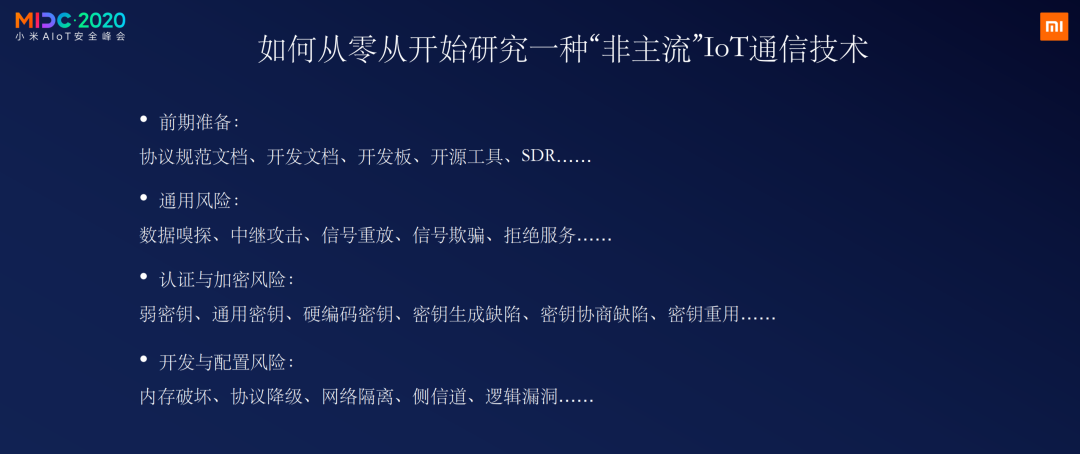 MIDC·2020
小米AIoT安全峰会
如何从零从开始研究一种“非主流”IoT通信技术
• 前期准备：
协议规范文档、开发文档、开发板、开源工具、SDR……
• 通用风险：
数据嗅探、中继攻击、信号重放、信号欺骗、拒绝服务……
• 认证与加密风险：
弱密钥、通用密钥、硬编码密钥、密钥生成缺陷、密钥协商缺陷、密钥重用……
• 开发与配置风险：
内存破坏、协议降级、网络隔离、侧信道、逻辑漏洞……